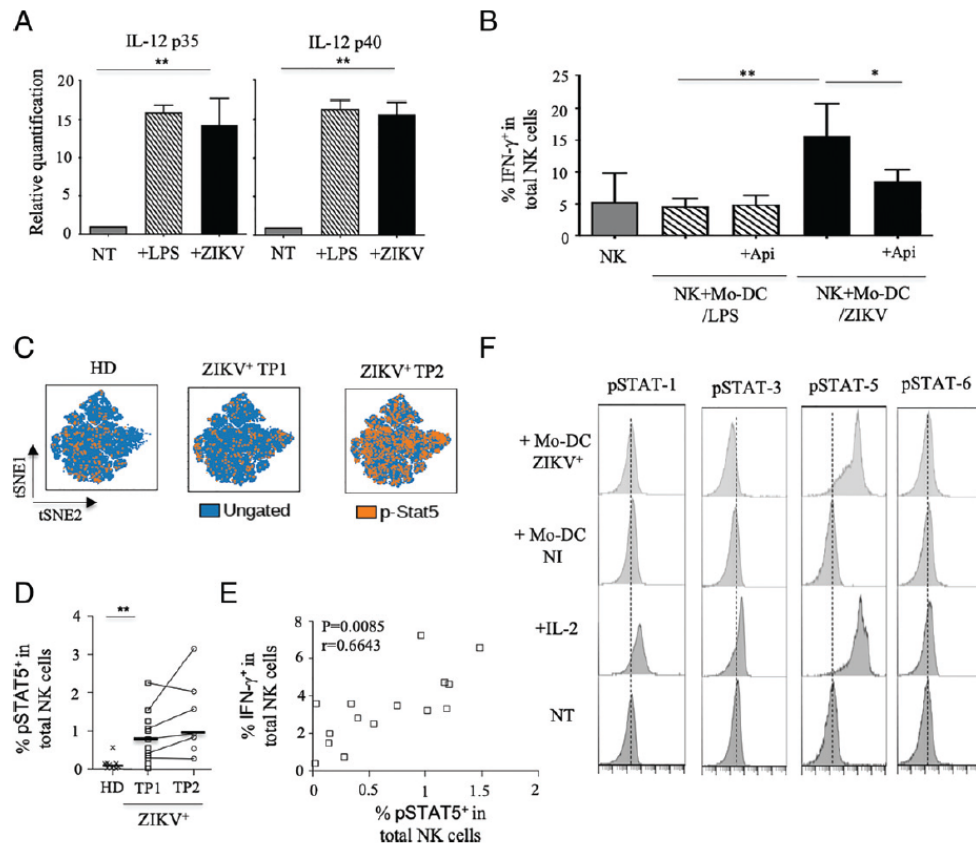 A
IL-12 p35
IL-12 p40
**
**
Relative quantification
20
15
10
5
0
NT
+LPS
+ZIKV
NT
+LPS
+ZIKV
B
% IFN-γ⁺ in
total NK cells
25
20
15
10
5
0
**
*
NK
+Api
+Api
NK+Mo-DC
/LPS
NK+Mo-DC
/ZIKV
C
HD
ZIKV⁺ TP1
ZIKV⁺ TP2
tSNE1
tSNE2
Ungated
p-Stat5
D
**
% pSTAT5⁺ in
total NK cells
4
3
2
1
0
HD
TP1
TP2
ZIKV⁺
E
P=0.0085
r=0.6643
% IFN-γ⁺ in
total NK cells
8
6
4
2
0
0
0.5
1
1.5
2
% pSTAT5⁺ in
total NK cells
F
pSTAT-1
pSTAT-3
pSTAT-5
pSTAT-6
+ Mo-DC
ZIKV⁺
+ Mo-DC
NI
+IL-2
NT